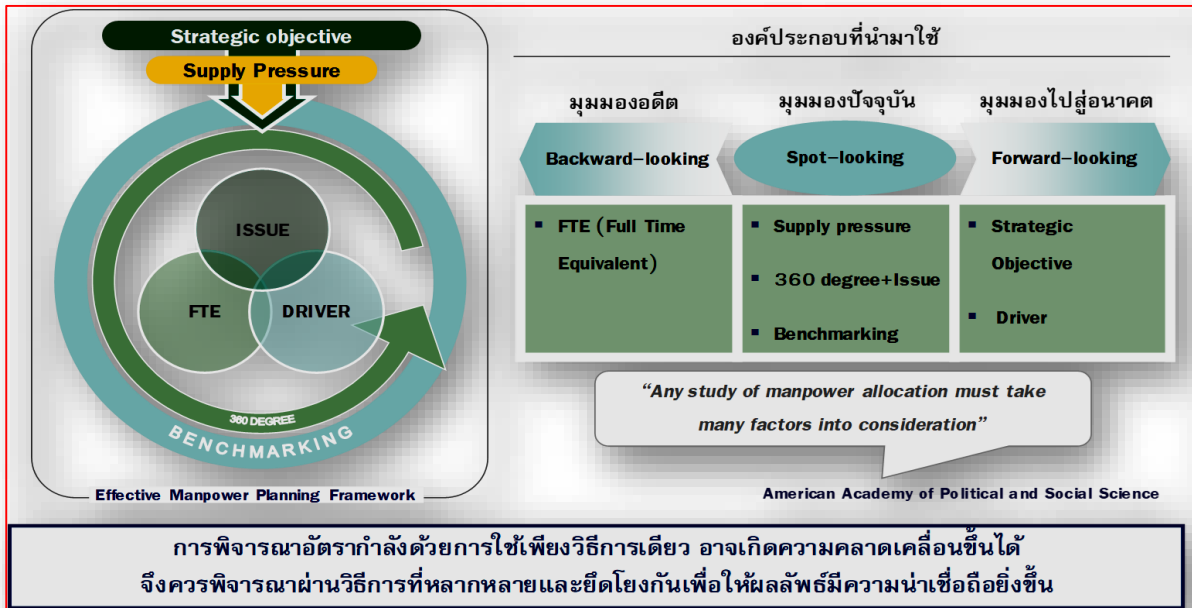 Strategic objective
Supply Pressure
ISSUE
FTE
DRIVER
360 DEGREE
BENCHMARKING
Effective Manpower Planning Framework
องค์ประกอบที่นำมาใช้
มุมมองอดีต
มุมมองปัจจุบัน
มุมมองไปสู่อนาคต
Backward-looking
Spot-looking
Forward-looking
▪ FTE (Full Time
Equivalent)
▪ Supply pressure
▪ 360 degree+Issue
▪ Benchmarking
▪ Strategic
Objective
▪ Driver
“Any study of manpower allocation must take
many factors into consideration”
American Academy of Political and Social Science
การพิจารณาอัตรากำลังด้วยการใช้เพียงวิธีการเดียว อาจเกิดความคลาดเคลื่อนขึ้นได้
จึงควรพิจารณาผ่านวิธีการที่หลากหลายและยึดโยงกันเพื่อให้ผลลัพธ์มีความน่าเชื่อถือยิ่งขึ้น